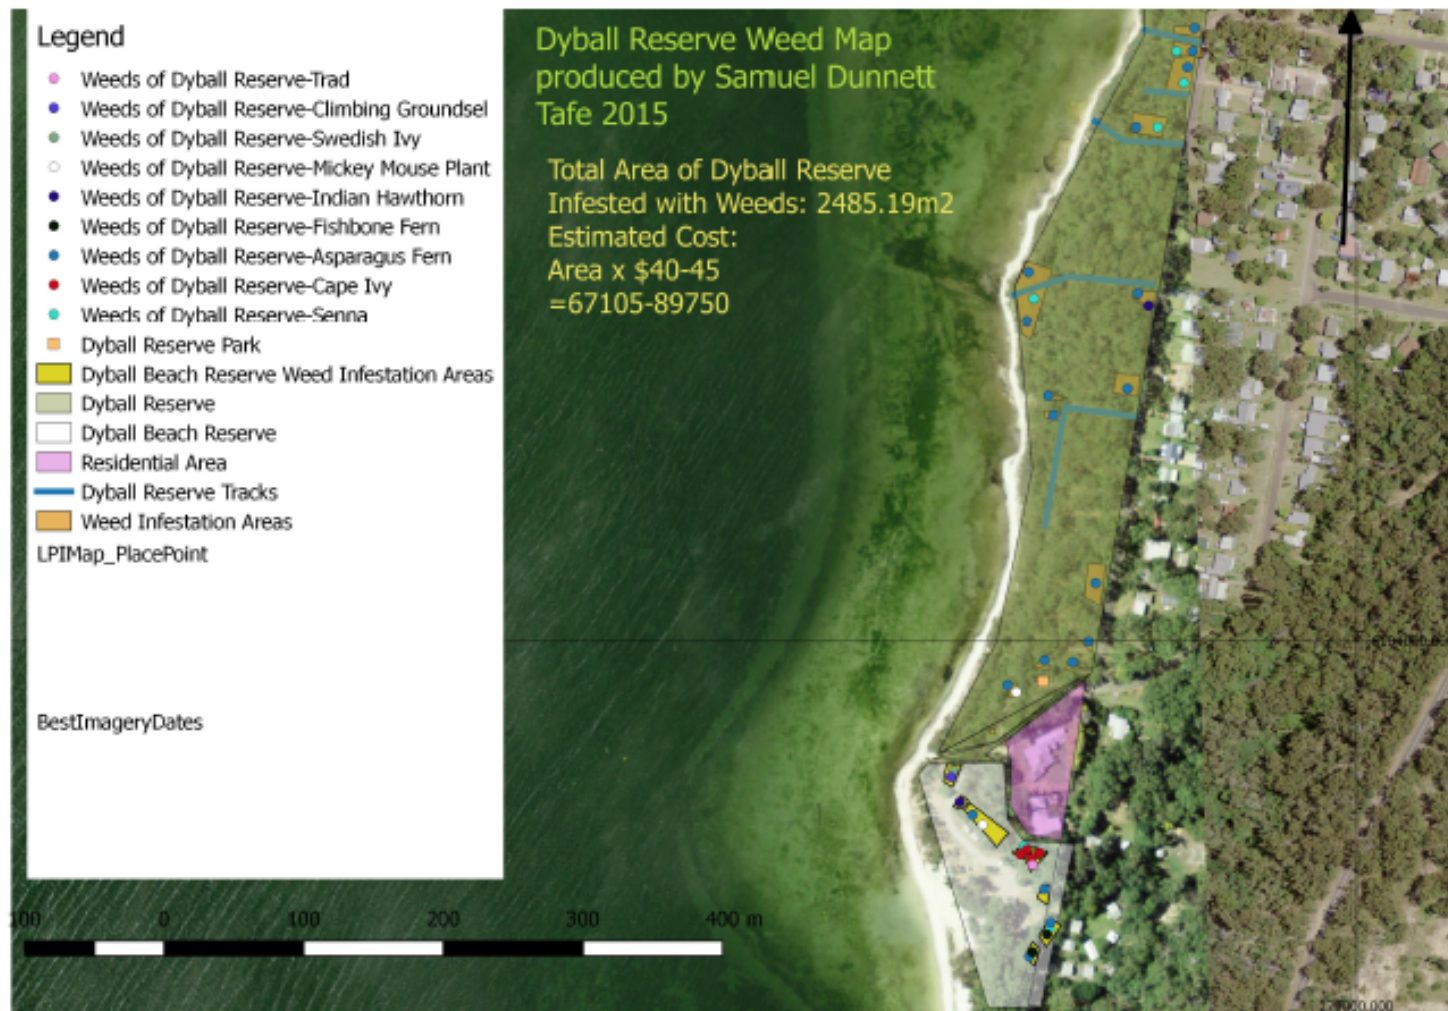 Legend
Weeds of Dyball Reserve-Trad
Weeds of Dyball Reserve-Climbing Groundsel
Weeds of Dyball Reserve-Swedish Ivy
Weeds of Dyball Reserve-Mickey Mouse Plant
Weeds of Dyball Reserve-Indian Hawthorn
Weeds of Dyball Reserve-Fishbone Fern
Weeds of Dyball Reserve-Asparagus Fern
Weeds of Dyball Reserve-Cape Ivy
Weeds of Dyball Reserve-Senna
Dyball Reserve Park
Dyball Beach Reserve Weed Infestation Areas
Dyball Reserve
Dyball Beach Reserve
Residential Area
Dyball Reserve Tracks
Weed Infestation Areas
LPIMap_PlacePoint
BestImageryDates
Dyball Reserve Weed Map
produced by Samuel Dunnett
Tafe 2015
Total Area of Dyball Reserve
Infested with Weeds: 2485.19m2
Estimated Cost:
Area x $40-45
=67105-89750
100 0 100 200 300 400 m